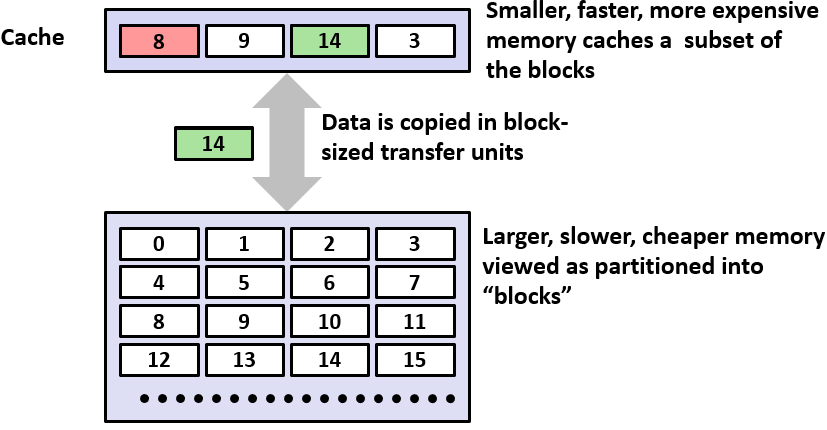 Cache
8 9 14 3
Smaller, faster, more expensive
memory caches a subset of
the blocks
14
Data is copied in block-
sized transfer units
0 1 2 3
4 5 6 7
8 9 10 11
12 13 14 15
Larger, slower, cheaper memory
viewed as partitioned into
“blocks”